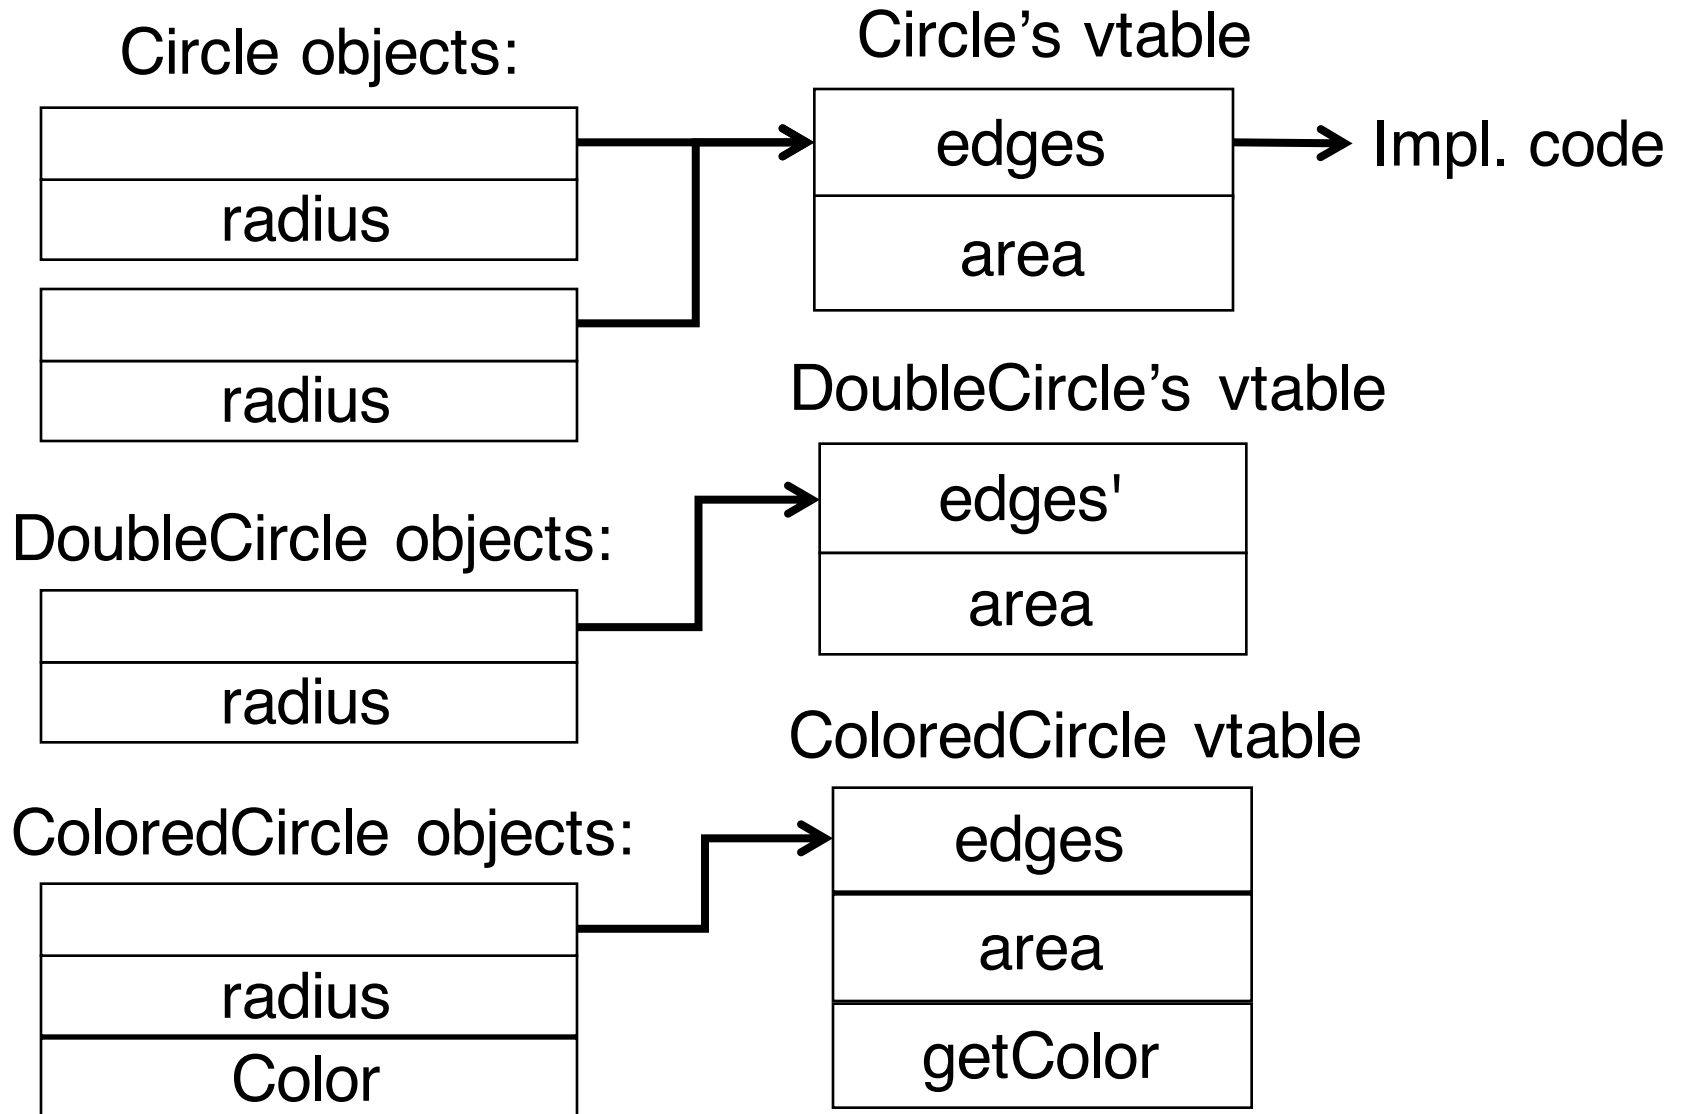 Circle objects:
radius
radius
DoubleCircle objects:
radius
ColoredCircle objects:
radius
Color
Circle’s vtable
edges
Impl. code
area
DoubleCircle’s vtable
edges'
area
ColoredCircle vtable
edges
area
getColor